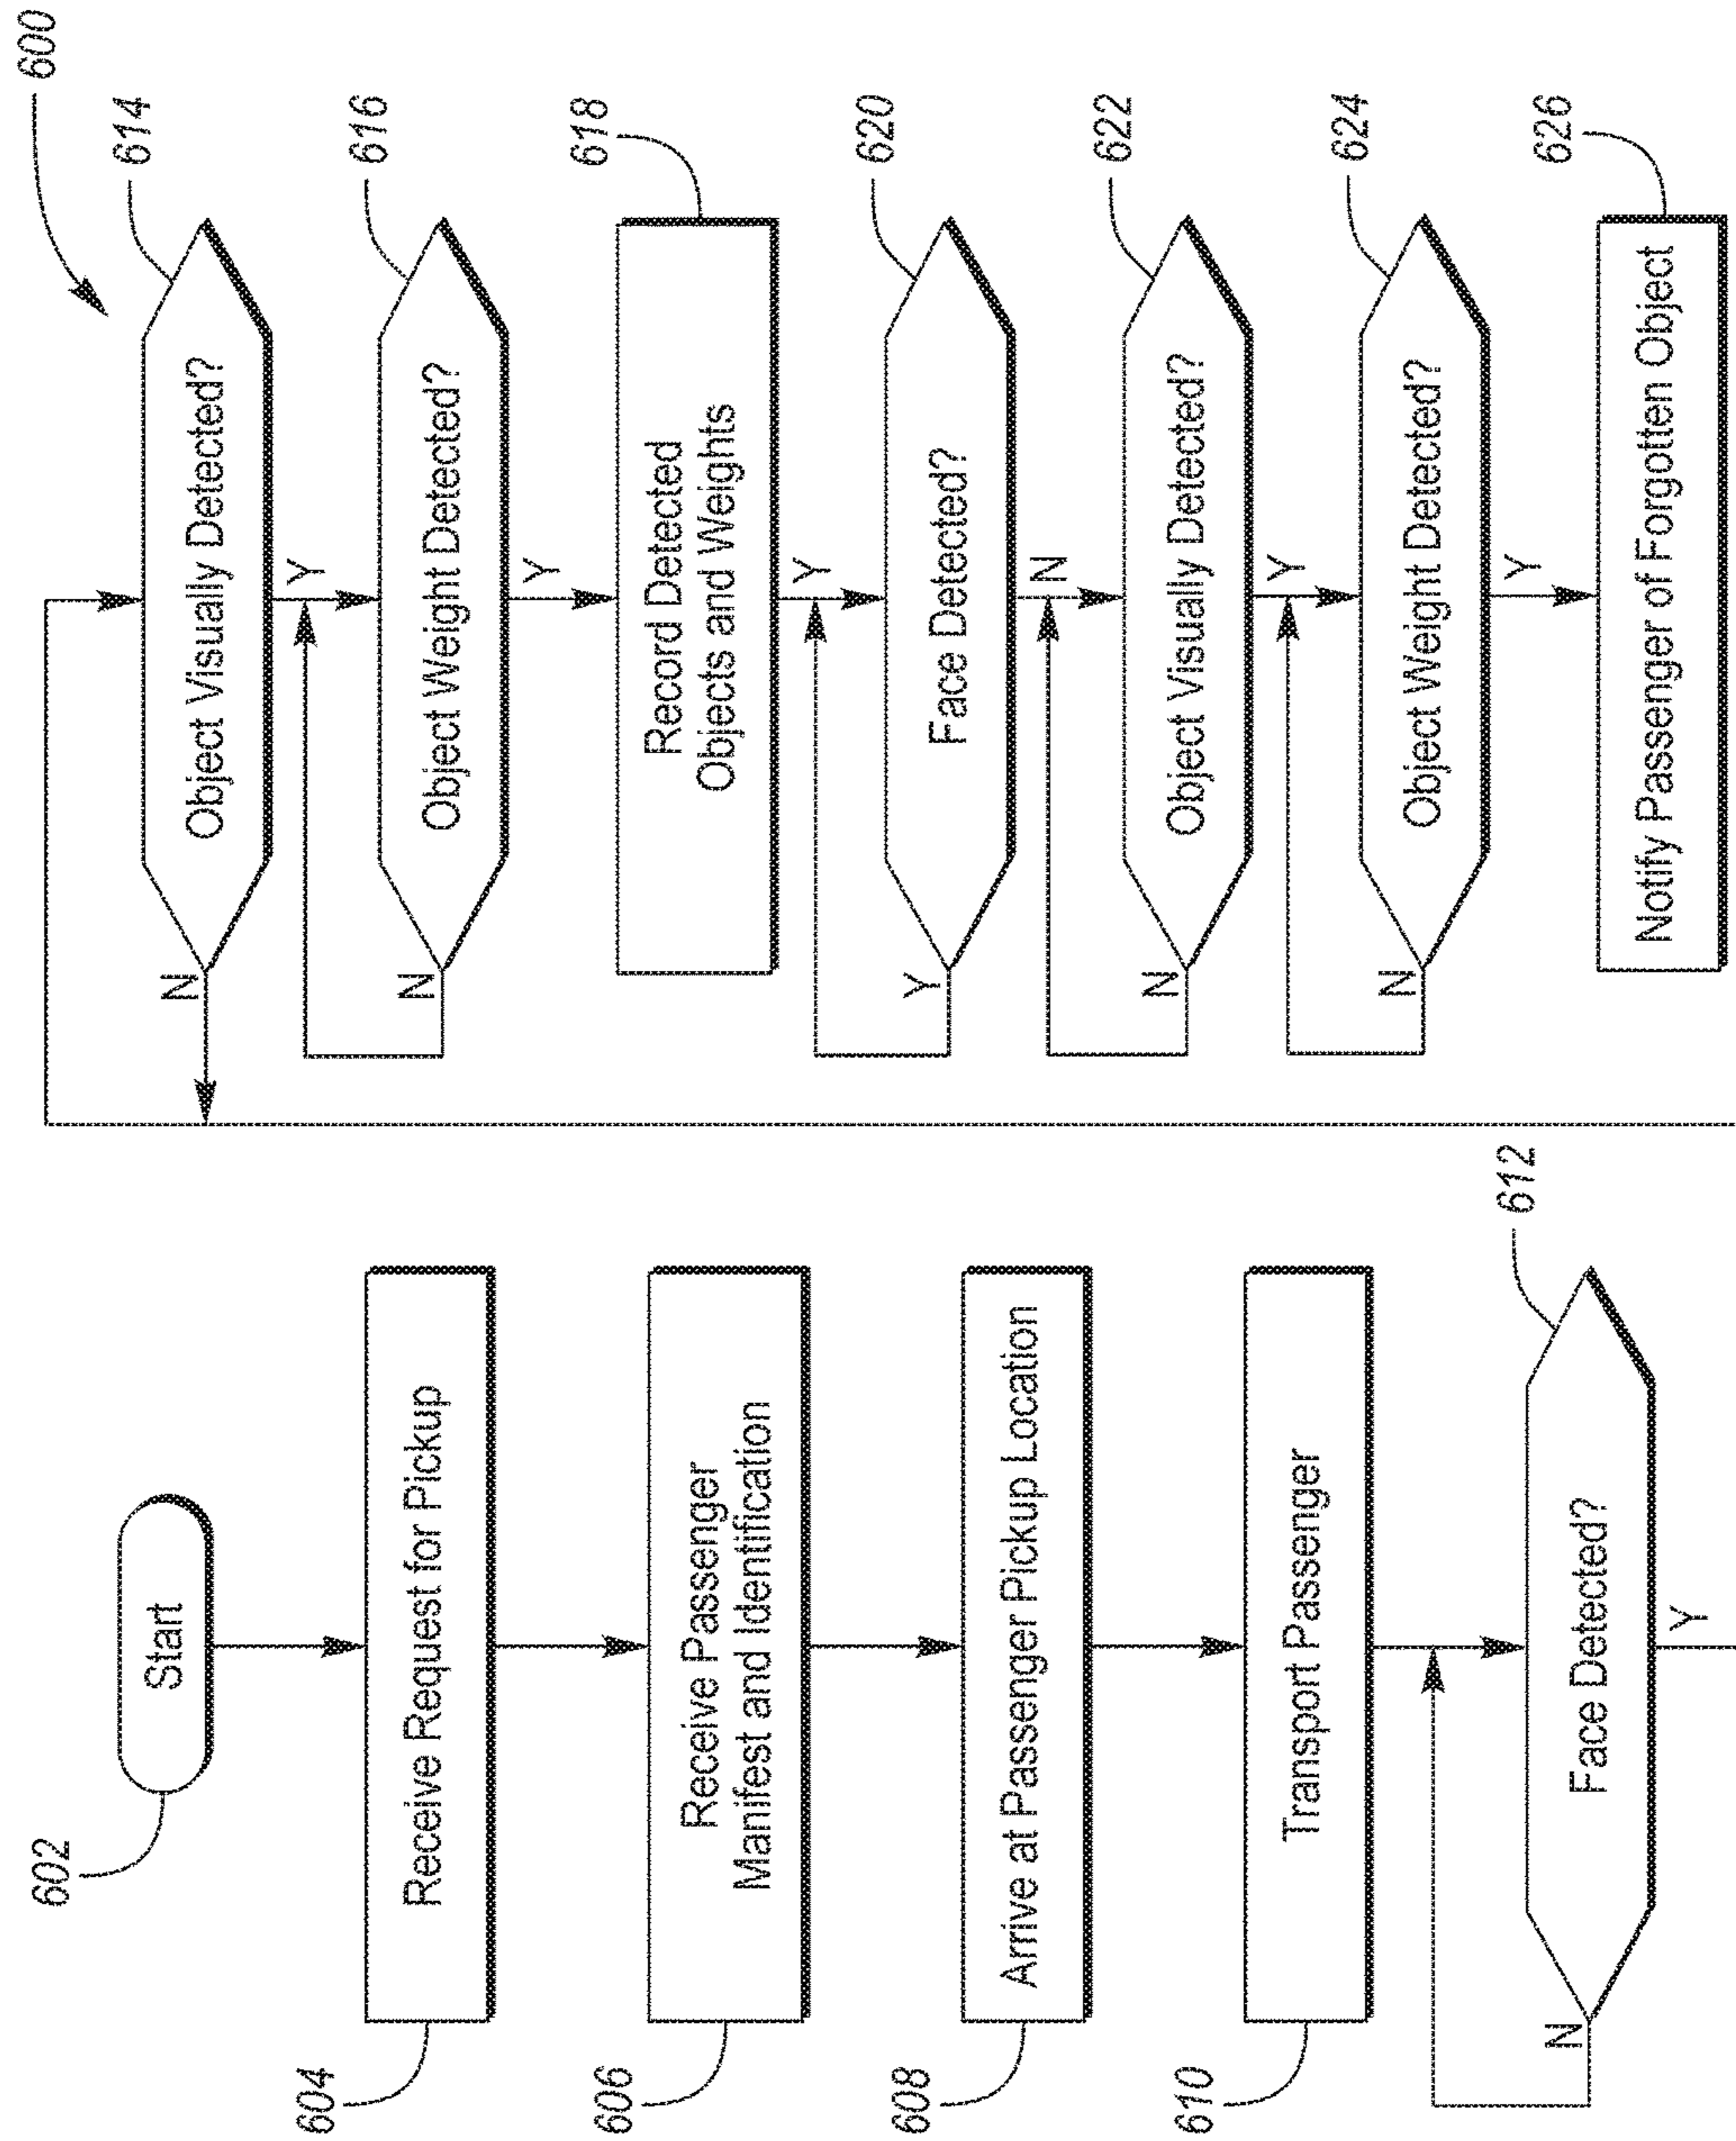 600
602
Start
604
Receive Request for Pickup
606
Receive Passenger
Manifest and Identification
608
Arrive at Passenger Pickup Location
610
Transport Passenger
612
Face Detected?
N
Y
614
Object Visually Detected?
N
Y
616
Object Weight Detected?
N
Y
618
Record Detected
Objects and Weights
Y
620
Face Detected?
Y
N
622
Object Visually Detected?
N
Y
624
Object Weight Detected?
N
Y
626
Notify Passenger of Forgotten Object